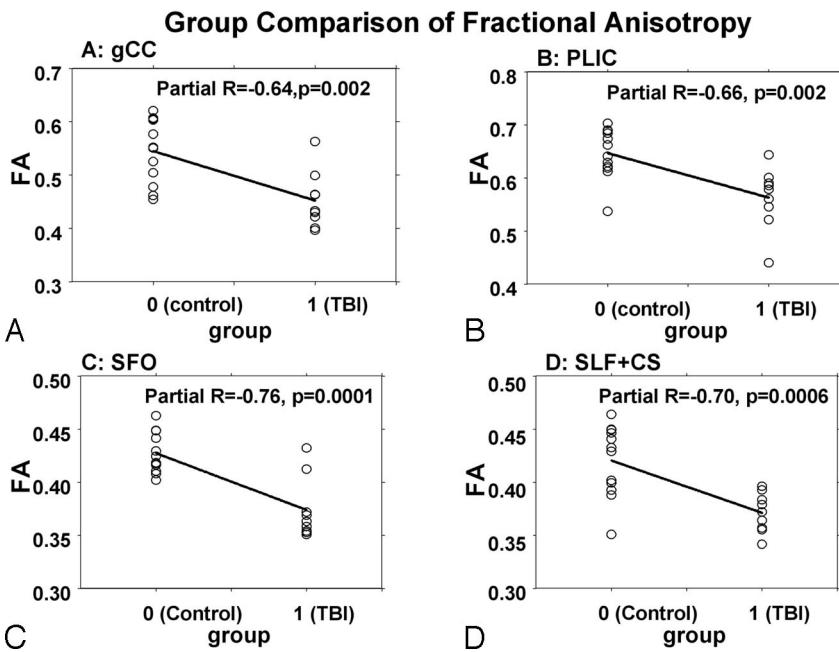 Group Comparison of Fractional Anisotropy
A: gCC
Partial R=-0.64,p=0.002
0.7
0.6
0.5
0.4
0.3
FA
0 (control)
1 (TBI)
group
A
B: PLIC
Partial R=-0.66, p=0.002
0.8
0.7
0.6
0.5
0.4
FA
0 (control)
1 (TBI)
group
B
C: SFO
Partial R=-0.76, p=0.0001
0.50
0.45
0.40
0.35
0.30
FA
0 (Control)
1 (TBI)
group
C
D: SLF+CS
Partial R=-0.70, p=0.0006
0.50
0.45
0.40
0.35
0.30
FA
0 (Control)
1 (TBI)
group
D